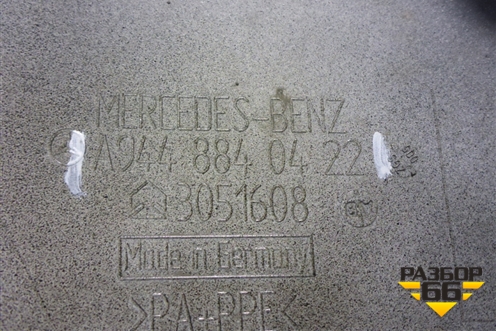 MERCEDES-BENZ
A944 884 04 22
3051608
Made in Germany
>PA+PPE<
РАЗБОР
66